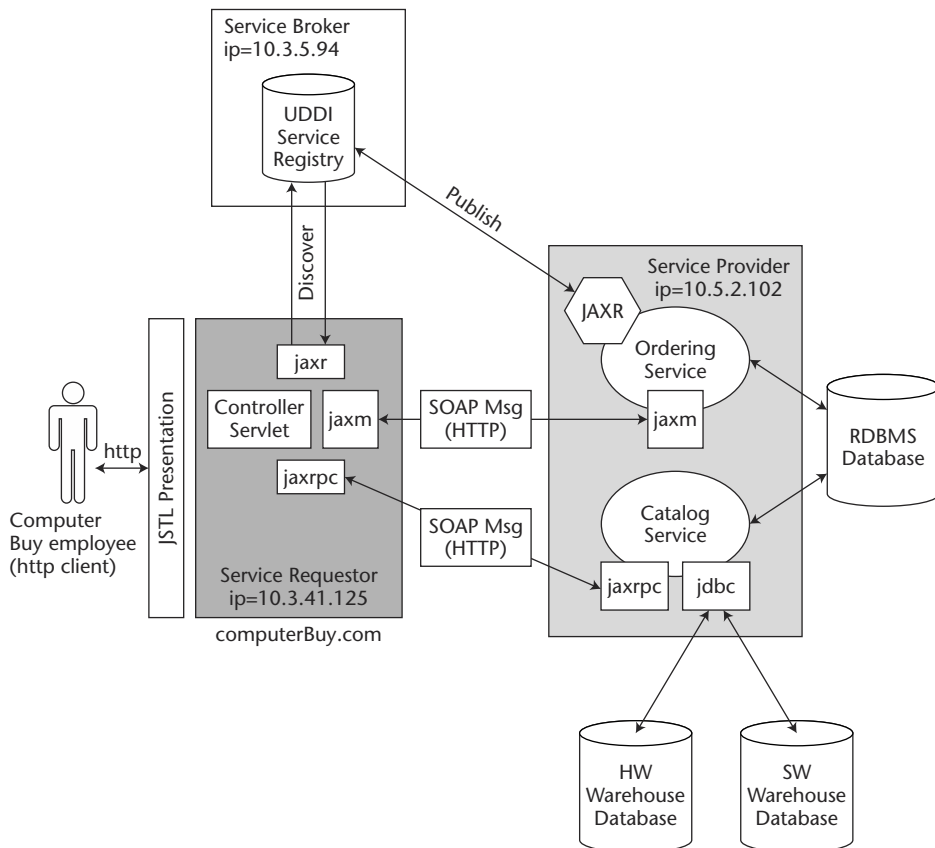 Service Broker
ip=10.3.5.94
UDDI
Service
Registry
Publish
Discover
Service Provider
ip=10.5.2.102
JAXR
Ordering
Service
jaxm
jaxr
Controller
Servlet
jaxm
SOAP Msg
(HTTP)
RDBMS
Database
http
JSTL Presentation
jaxrpc
Computer
Buy employee
(http client)
SOAP Msg
(HTTP)
Catalog
Service
jaxrpc
jdbc
Service Requestor
ip=10.3.41.125
computerBuy.com
HW
Warehouse
Database
SW
Warehouse
Database